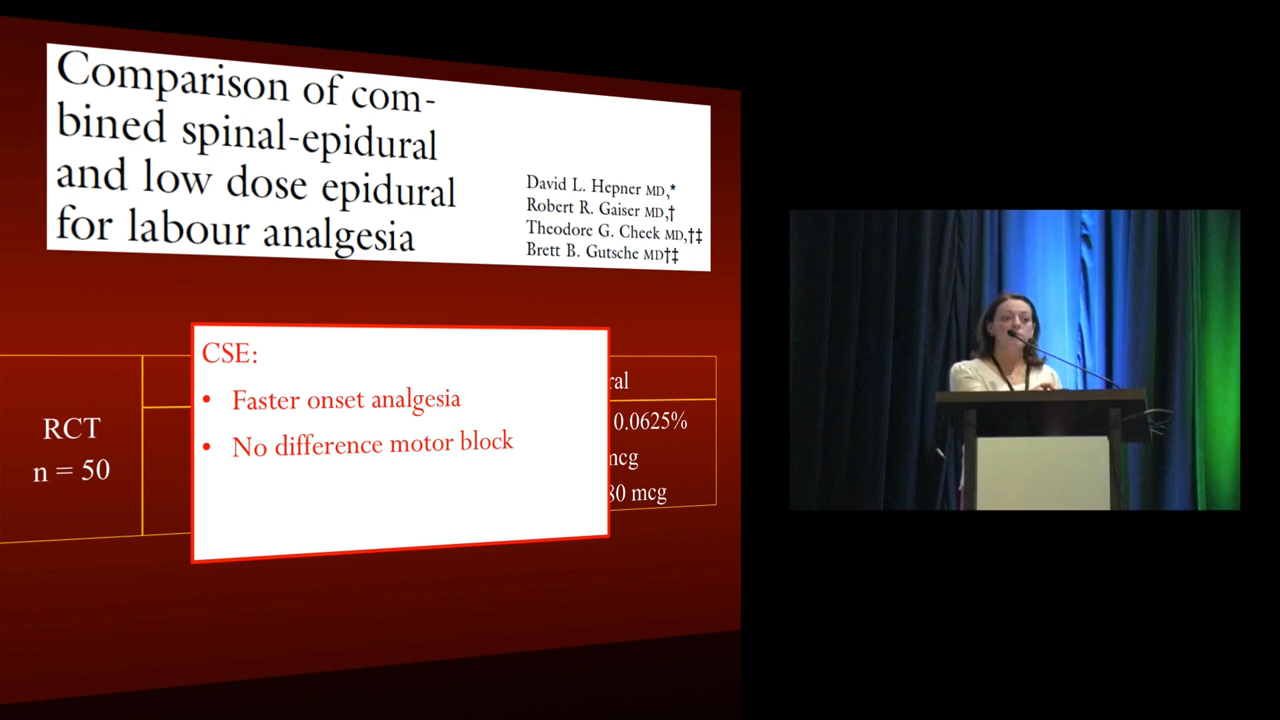 Comparison of com-
bined spinal-epidural
and low dose epidural
for labour analgesia
David L. Hepner MD,*
Robert R. Gaiser MD,†
Theodore G. Cheek MD,†‡
Brett B. Gutsche MD†‡
CSE:
• Faster onset analgesia
• No difference motor block
RCT
n = 50
ral
0.0625%
mcg
80 mcg